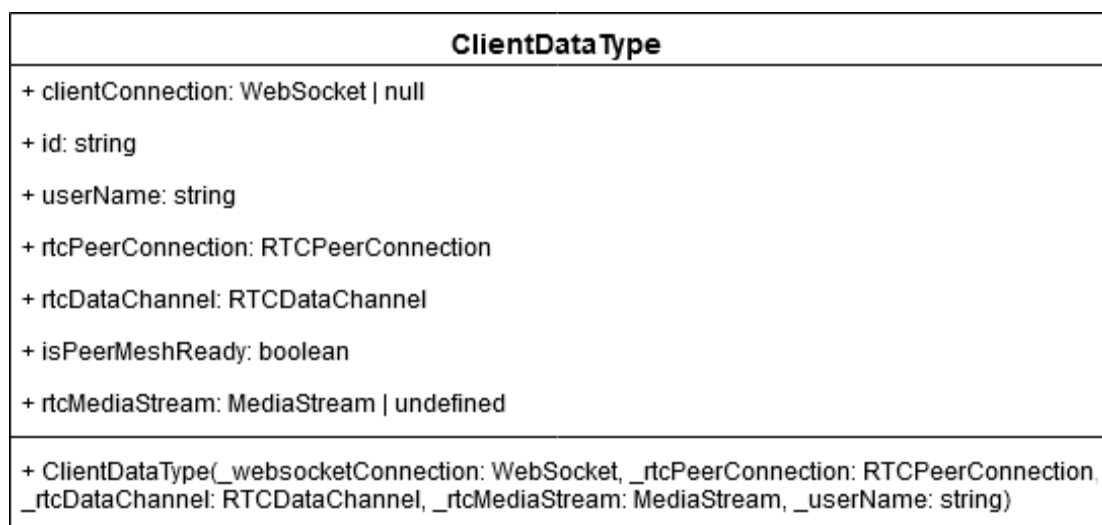 ClientDataType
+ clientConnection: WebSocket | null
+ id: string
+ userName: string
+ rtcPeerConnection: RTCPeerConnection
+ rtcDataChannel: RTCDataChannel
+ isPeerMeshReady: boolean
+ rtcMediaStream: MediaStream | undefined
+ ClientDataType(_websocketConnection: WebSocket, _rtcPeerConnection: RTCPeerConnection,
_rtcDataChannel: RTCDataChannel, _rtcMediaStream: MediaStream, _userName: string)